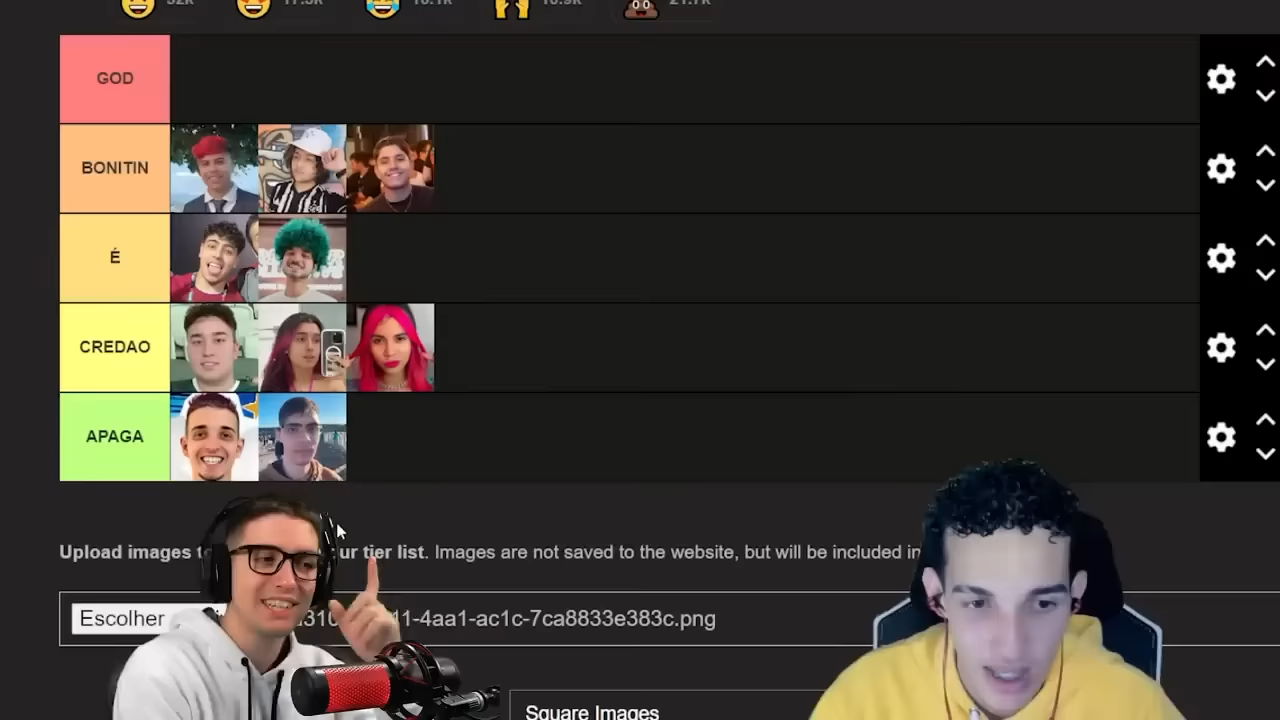 GOD
BONITIN
É
CREDAO
APAGA
Upload images t ur tier list. Images are not saved to the website, but will be included in
Escolher 11-4aa1-ac1c-7ca8833e383c.png
Square Images